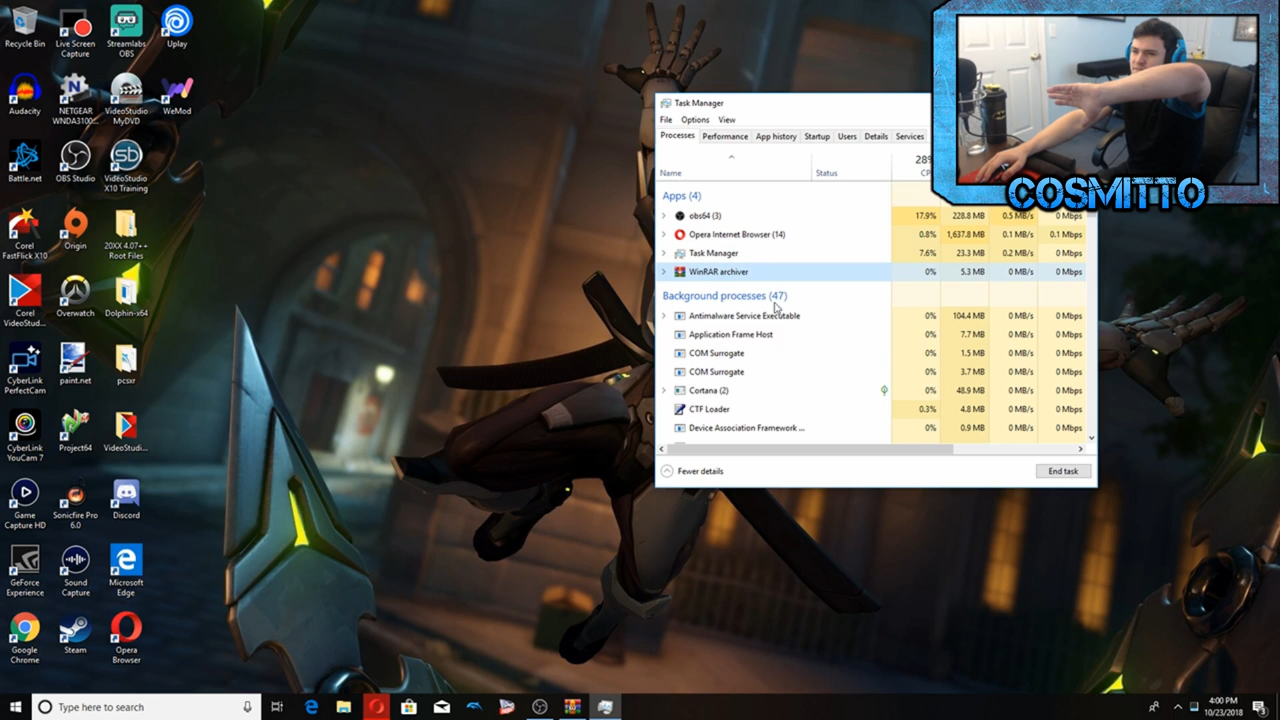 Recycle Bin
Live Screen Capture
Streamlabs OBS
Uplay
Audacity
NETGEAR WNDA3100...
VideoStudio MyDVD
WeMod
Battle.net
OBS Studio
VideoStudio X10 Training
Corel FastFlick X10
Origin
20XX 4.07++ Root Files
Corel VideoStud...
Overwatch
Dolphin-x64
CyberLink PerfectCam
paint.net
pcsxr
CyberLink YouCam 7
Project64
VideoStudi...
Game Capture HD
Sonicfire Pro 6.0
Discord
GeForce Experience
Sound Capture
Microsoft Edge
Google Chrome
Steam
Opera Browser
Task Manager
File Options View
Processes Performance App history Startup Users Details Services
28%
Name Status CP
Apps (4)
obs64 (3) 17.9% 228.8 MB 0.5 MB/s 0 Mbps
Opera Internet Browser (14) 0.8% 1,637.8 MB 0.1 MB/s 0.1 Mbps
Task Manager 7.6% 23.3 MB 0.2 MB/s 0 Mbps
WinRAR archiver 0% 5.3 MB 0 MB/s 0 Mbps
Background processes (47)
Antimalware Service Executable 0% 104.4 MB 0 MB/s 0 Mbps
Application Frame Host 0% 7.7 MB 0 MB/s 0 Mbps
COM Surrogate 0% 1.5 MB 0 MB/s 0 Mbps
COM Surrogate 0% 3.7 MB 0 MB/s 0 Mbps
Cortana (2) 0% 48.9 MB 0 MB/s 0 Mbps
CTF Loader 0.3% 4.8 MB 0 MB/s 0 Mbps
Device Association Framework ... 0% 0.9 MB 0 MB/s 0 Mbps
Fewer details End task
COSMITTO
Type here to search
4:00 PM
10/23/2018
3